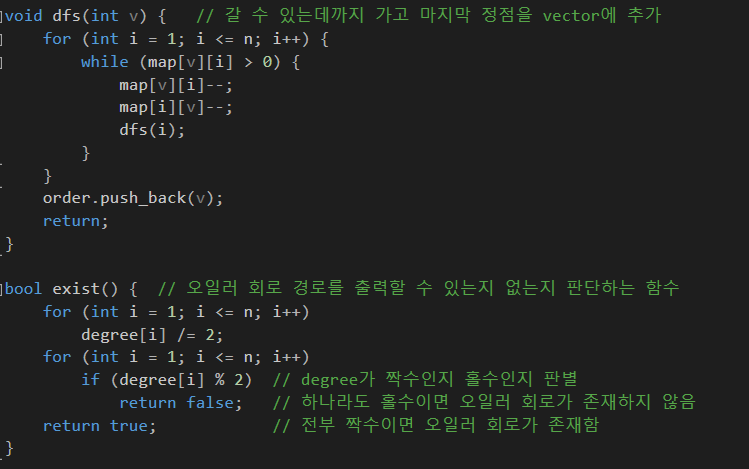 void dfs(int v) {   // 갈 수 있는데까지 가고 마지막 정점을 vector에 추가
    for (int i = 1; i <= n; i++) {
        while (map[v][i] > 0) {
            map[v][i]--;
            map[i][v]--;
            dfs(i);
        }
    }
    order.push_back(v);
    return;
}

bool exist() {  // 오일러 회로 경로를 출력할 수 있는지 없는지 판단하는 함수
    for (int i = 1; i <= n; i++)
        degree[i] /= 2;
    for (int i = 1; i <= n; i++)
        if (degree[i] % 2)  // degree가 짝수인지 홀수인지 판별
            return false;   // 하나라도 홀수이면 오일러 회로가 존재하지 않음
    return true;            // 전부 짝수이면 오일러 회로가 존재함
}